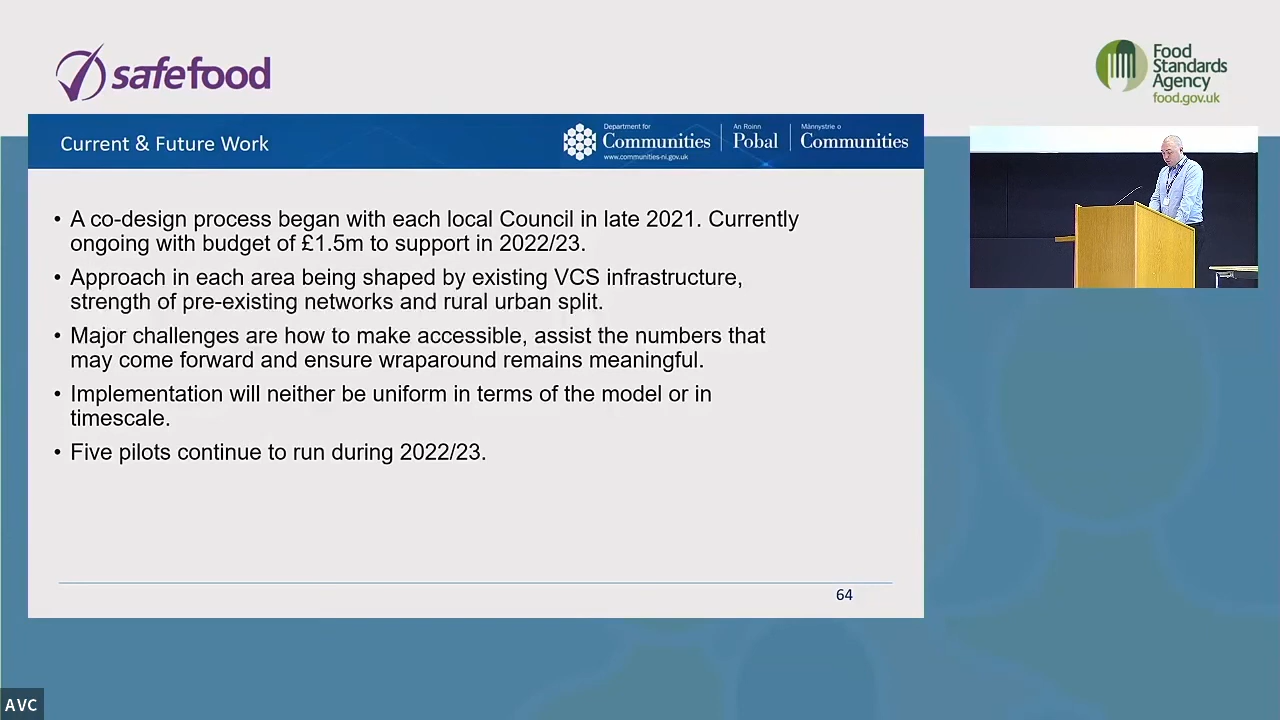 safefood
Food
Standards
Agency
food.gov.uk
Current & Future Work
Department for
Communities
www.communities-ni.gov.uk
An Roinn
Pobal
Männystrie o
Communities
• A co-design process began with each local Council in late 2021. Currently
ongoing with budget of £1.5m to support in 2022/23.
• Approach in each area being shaped by existing VCS infrastructure,
strength of pre-existing networks and rural urban split.
• Major challenges are how to make accessible, assist the numbers that
may come forward and ensure wraparound remains meaningful.
• Implementation will neither be uniform in terms of the model or in
timescale.
• Five pilots continue to run during 2022/23.
64
AVC